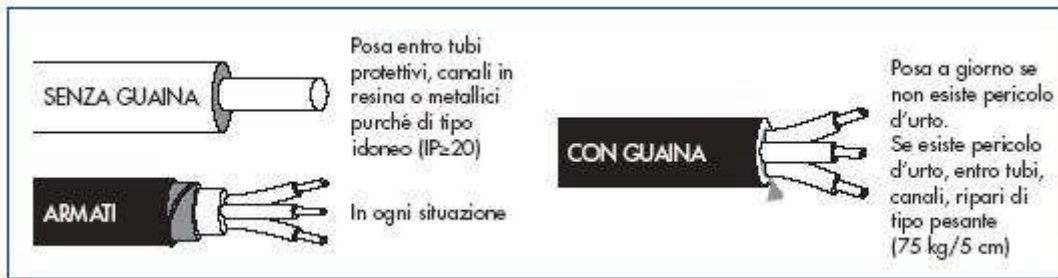 SENZA GUAINA
Posa entro tubi
protettivi, canali in
resina o metallici
purché di tipo
idoneo (IP≥20)
ARMATI
In ogni situazione
CON GUAINA
Posa a giorno se
non esiste pericolo
d'urto.
Se esiste pericolo
d'urto, entro tubi,
canali, ripari di
tipo pesante
(75 kg/5 cm)